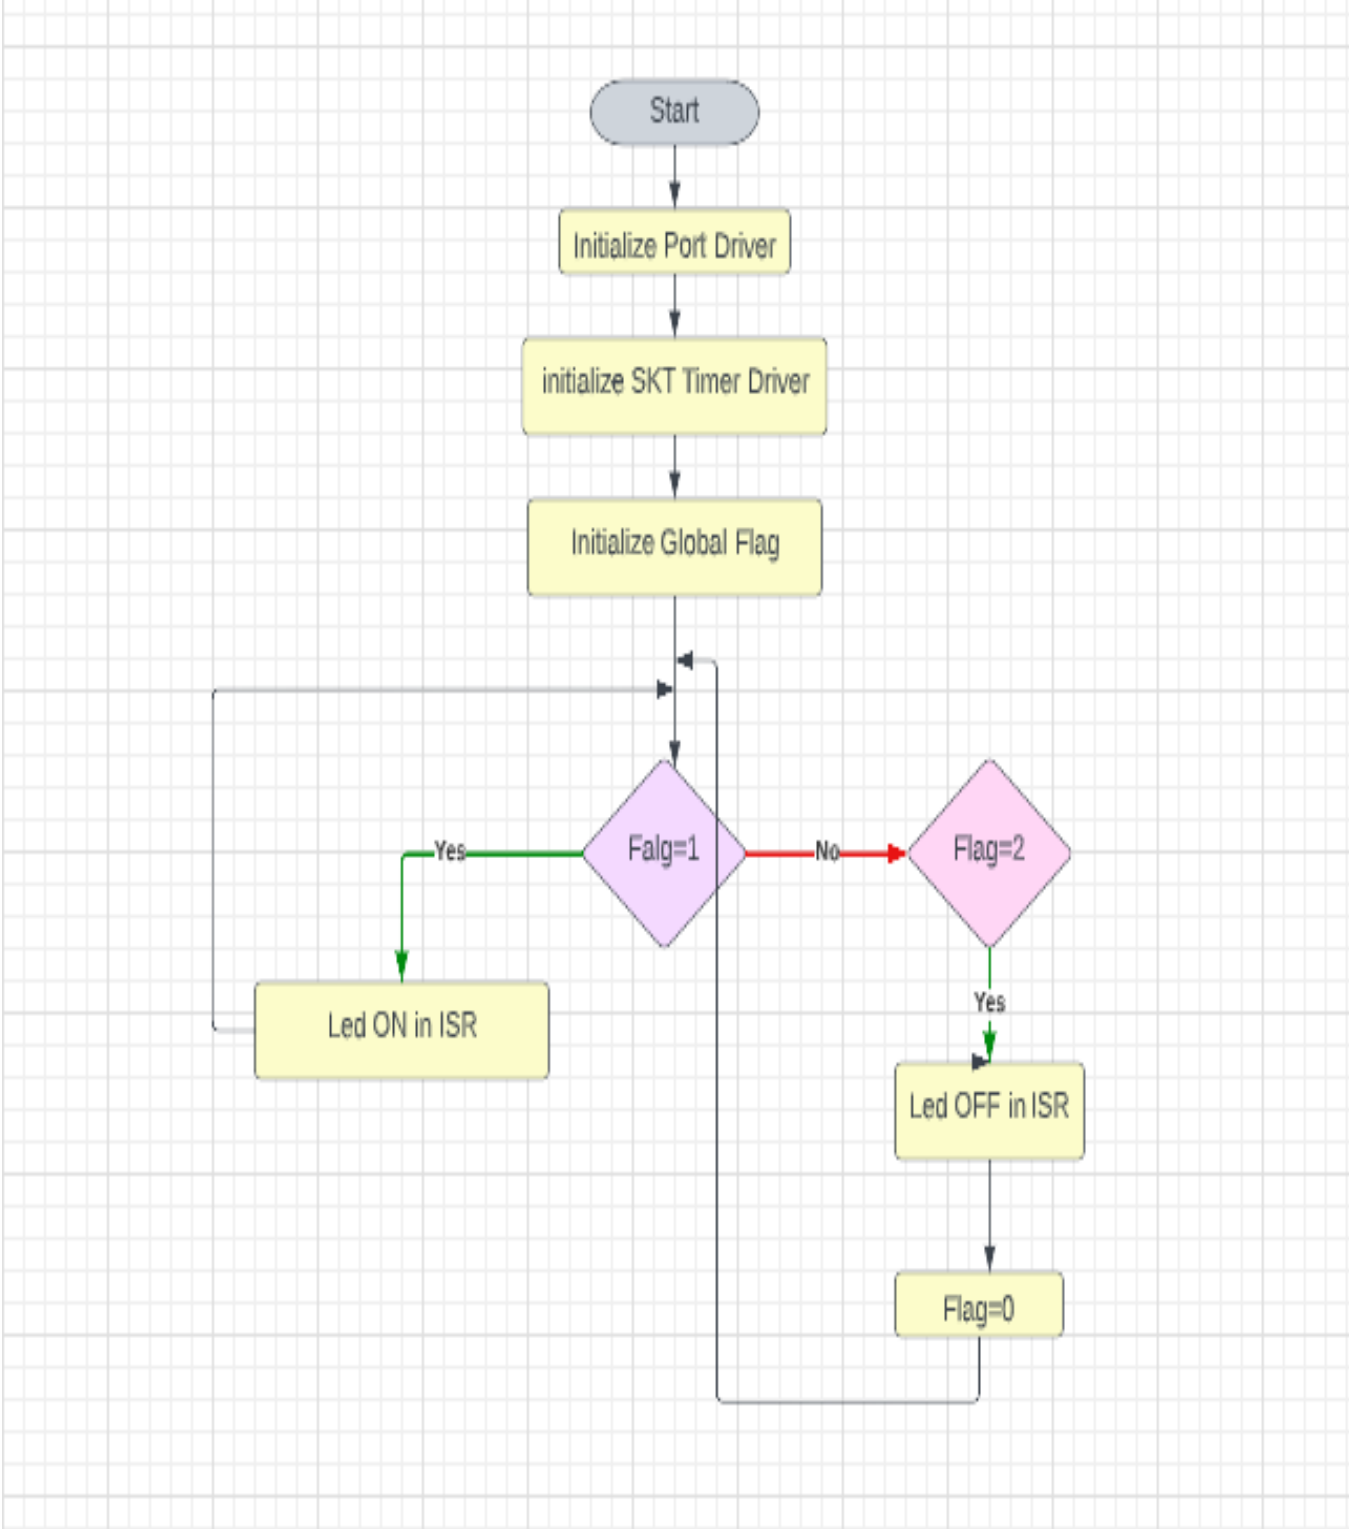 Start
Initialize Port Driver
initialize SKT Timer Driver
Initialize Global Flag
Yes
Falg=1
No
Flag=2
Yes
Led ON in ISR
Led OFF in ISR
Flag=0